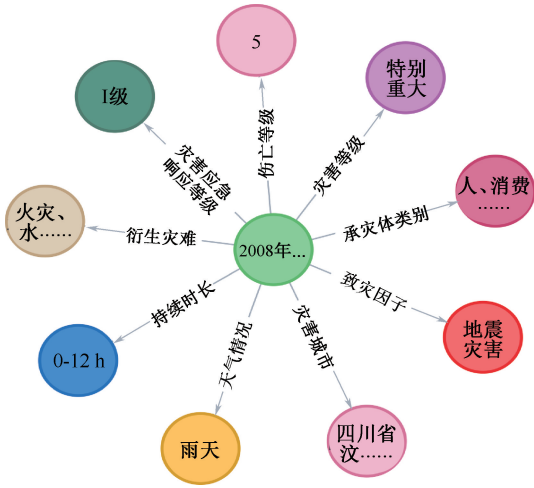 5
特别
重大
I级
伤亡等级
灾害等级
灾害应急
响应等级
人、消费
……
火灾、
水……
衍生灾难
2008年...
承灾体类别
致灾因子
持续时长
天气情况
灾害城市
0-12 h
地震
灾害
雨天
四川省
汶……